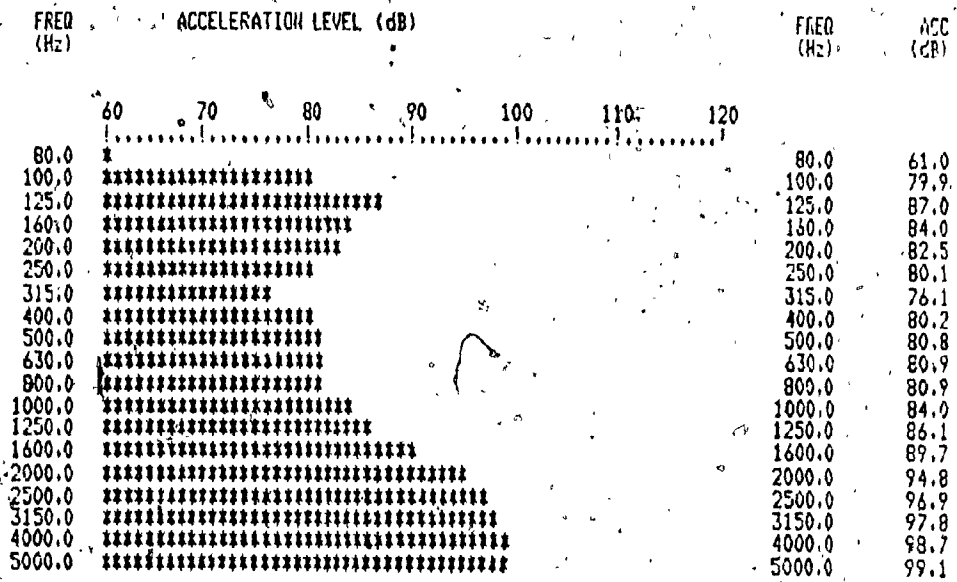 FREQ ACCELERATION LEVEL (dB) FREQ ACC
(Hz) (Hz) (dB)
60 70 80 90 100 110 120
80.0 80.0 61.0
100.0 100.0 79.9
125.0 125.0 87.0
160.0 160.0 84.0
200.0 200.0 82.5
250.0 250.0 80.1
315.0 315.0 76.1
400.0 400.0 80.2
500.0 500.0 80.8
630.0 630.0 80.9
800.0 800.0 80.9
1000.0 1000.0 84.0
1250.0 1250.0 86.1
1600.0 1600.0 89.7
2000.0 2000.0 94.8
2500.0 2500.0 96.9
3150.0 3150.0 97.8
4000.0 4000.0 98.7
5000.0 5000.0 99.1